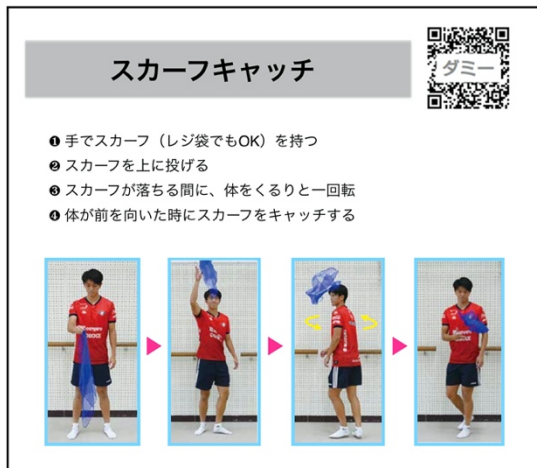 スカーフキャッチ
ダミー
❶ 手でスカーフ（レジ袋でもOK）を持つ
❷ スカーフを上に投げる
❸ スカーフが落ちる間に、体をくるりと一回転
❹ 体が前を向いた時にスカーフをキャッチする